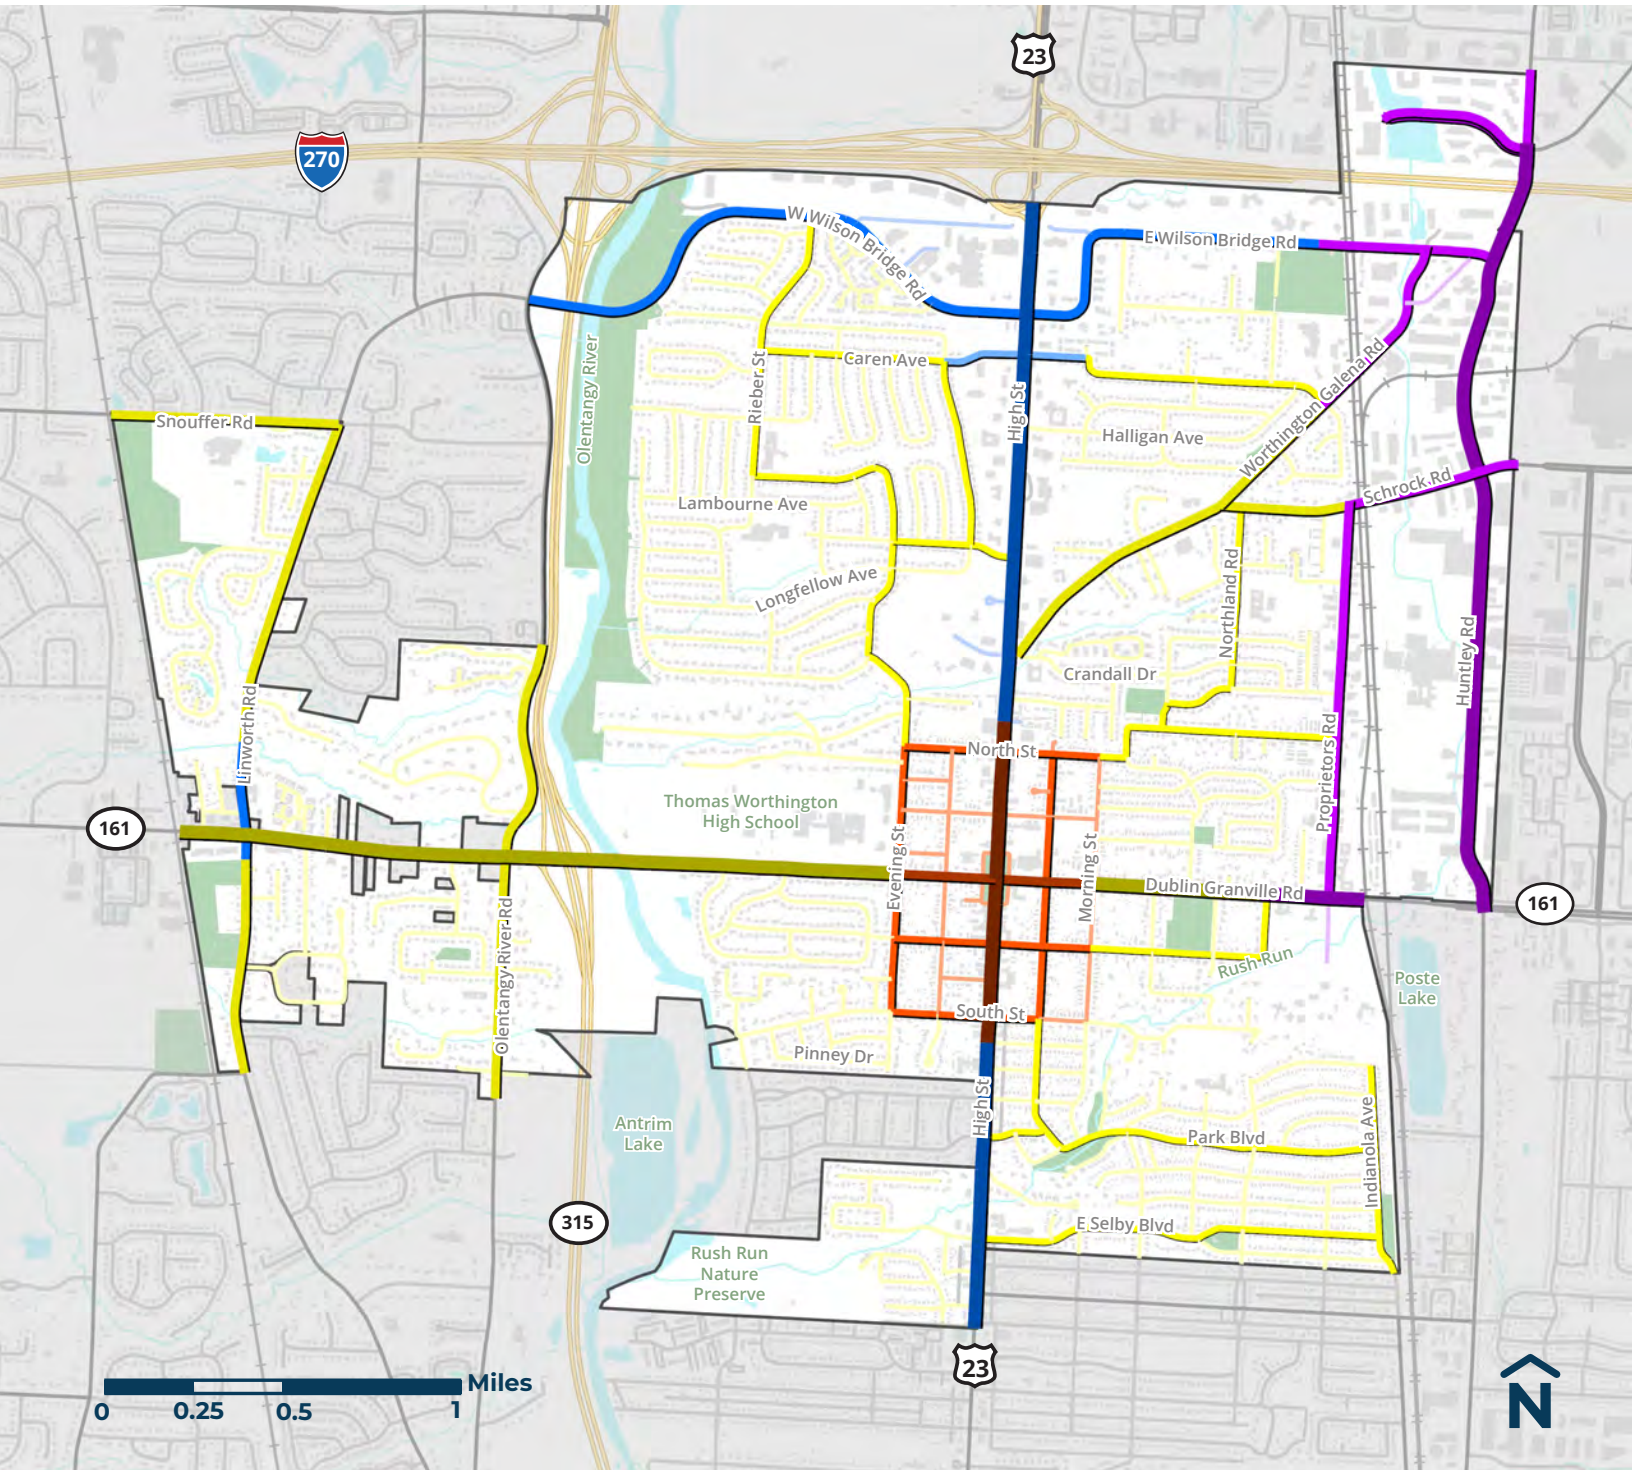 23
270
W Wilson Bridge Rd
E Wilson Bridge Rd
Olentangy River
Rieber St
Caren Ave
High St
Worthington Galena Rd
Snouffer Rd
Halligan Ave
Schrock Rd
Lambourne Ave
Longfellow Ave
Northland Rd
Huntley Rd
Crandall Dr
Linworth Rd
North St
Proprietors Rd
Thomas Worthington
High School
161
Evening St
Morning St
Dublin Granville Rd
161
Olentangy River Rd
Rush Run
Poste
Lake
South St
Pinney Dr
High St
Antrim
Lake
Park Blvd
Indianola Ave
315
E Selby Blvd
Rush Run
Nature
Preserve
23
Miles
0
0.25
0.5
1
N